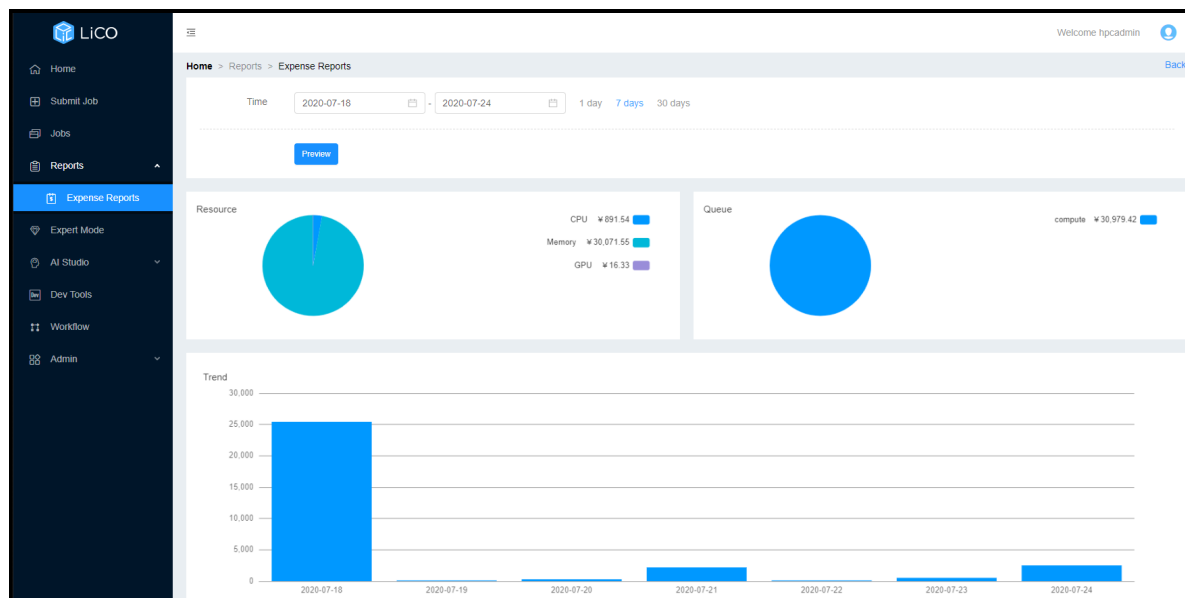 LiCO
Welcome hpcadmin
Home
Submit Job
Jobs
Reports
Expense Reports
Expert Mode
AI Studio
Dev
Dev Tools
Workflow
Admin
Home > Reports > Expense Reports
Back
Time 2020-07-18 - 2020-07-24 1 day 7 days 30 days
Preview
Resource
CPU ¥891.54
Memory ¥30,071.55
GPU ¥16.33
Queue
compute ¥30,979.42
Trend
30,000
25,000
20,000
15,000
10,000
5,000
0
2020-07-18 2020-07-19 2020-07-20 2020-07-21 2020-07-22 2020-07-23 2020-07-24